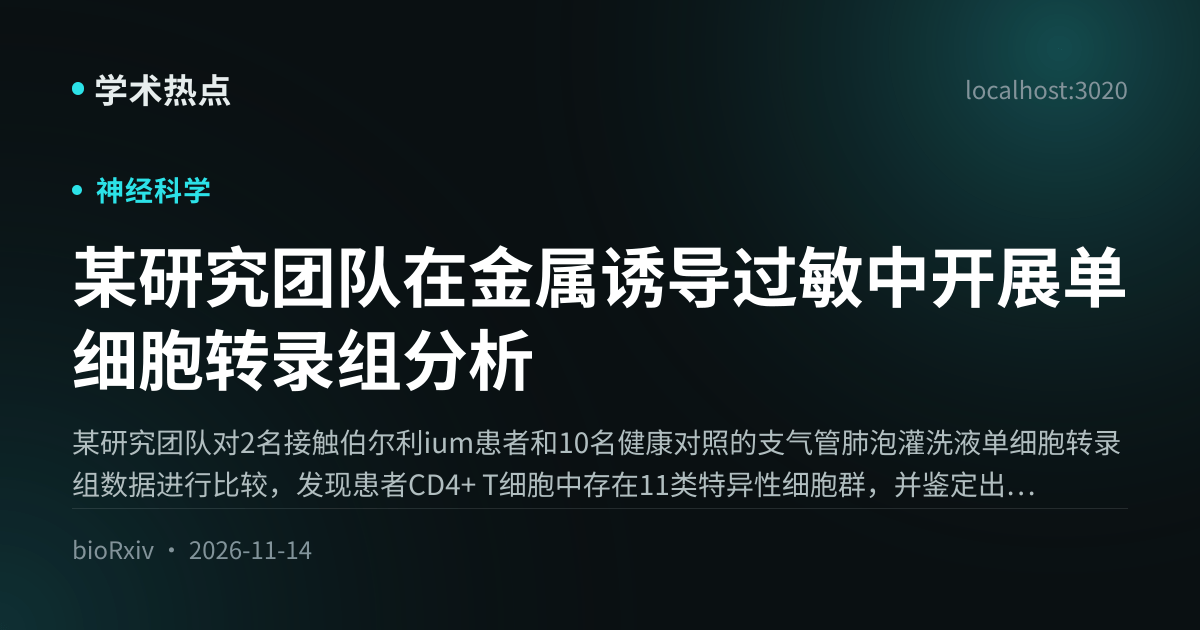 学术热点
localhost:3020
神经科学
某研究团队在金属诱导过敏中开展单
细胞转录组分析
某研究团队对2名接触伯尔利ium患者和10名健康对照的支气管肺泡灌洗液单细胞转录
组数据进行比较，发现患者CD4+ T细胞中存在11类特异性细胞群，并鉴定出…
bioRxiv • 2026-11-14